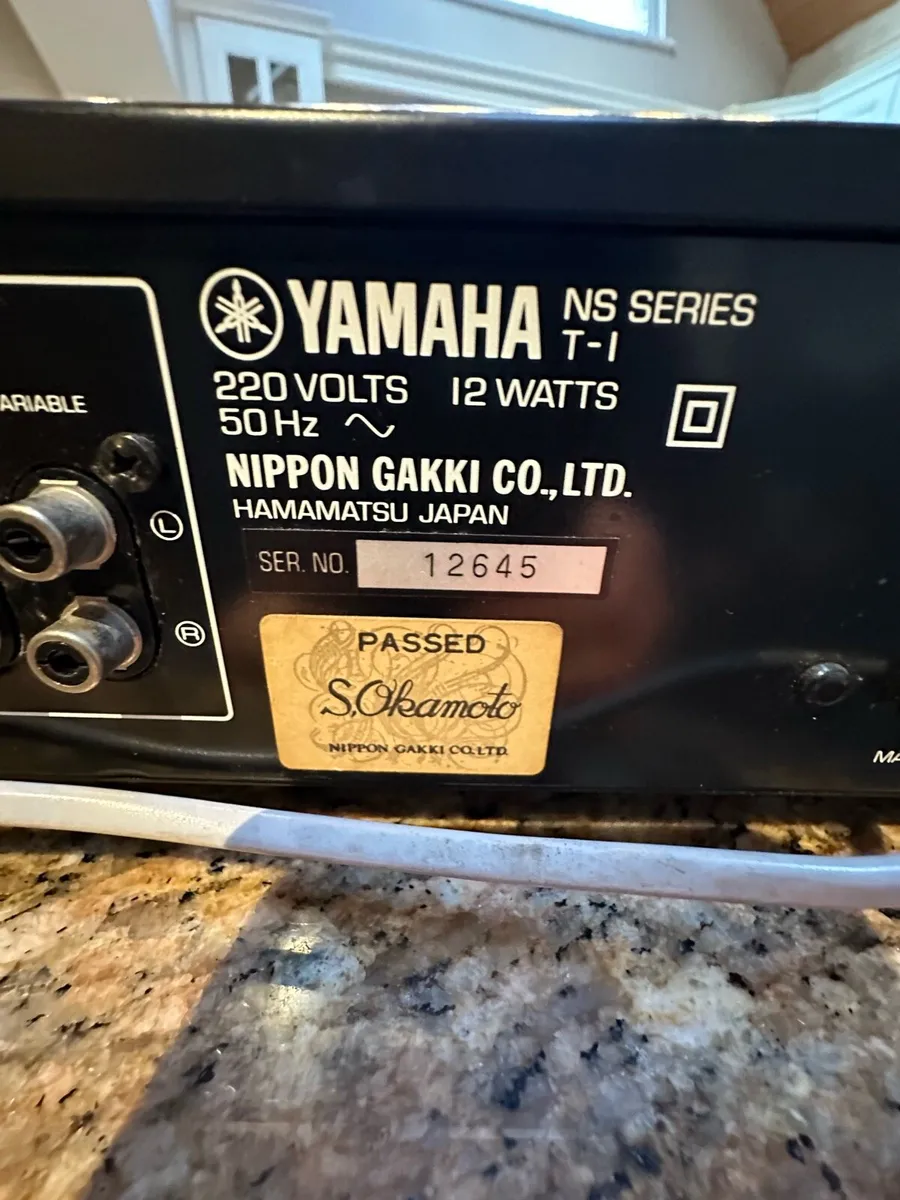 YAMAHA NS SERIES
T-1
220 VOLTS 12 WATTS
50 Hz
NIPPON GAKKI CO., LTD.
HAMAMATSU JAPAN
SER. NO. 12645
PASSED
S. Okamoto
NIPPON GAKKI CO. LTD.
ARIABLE
L
R
MA